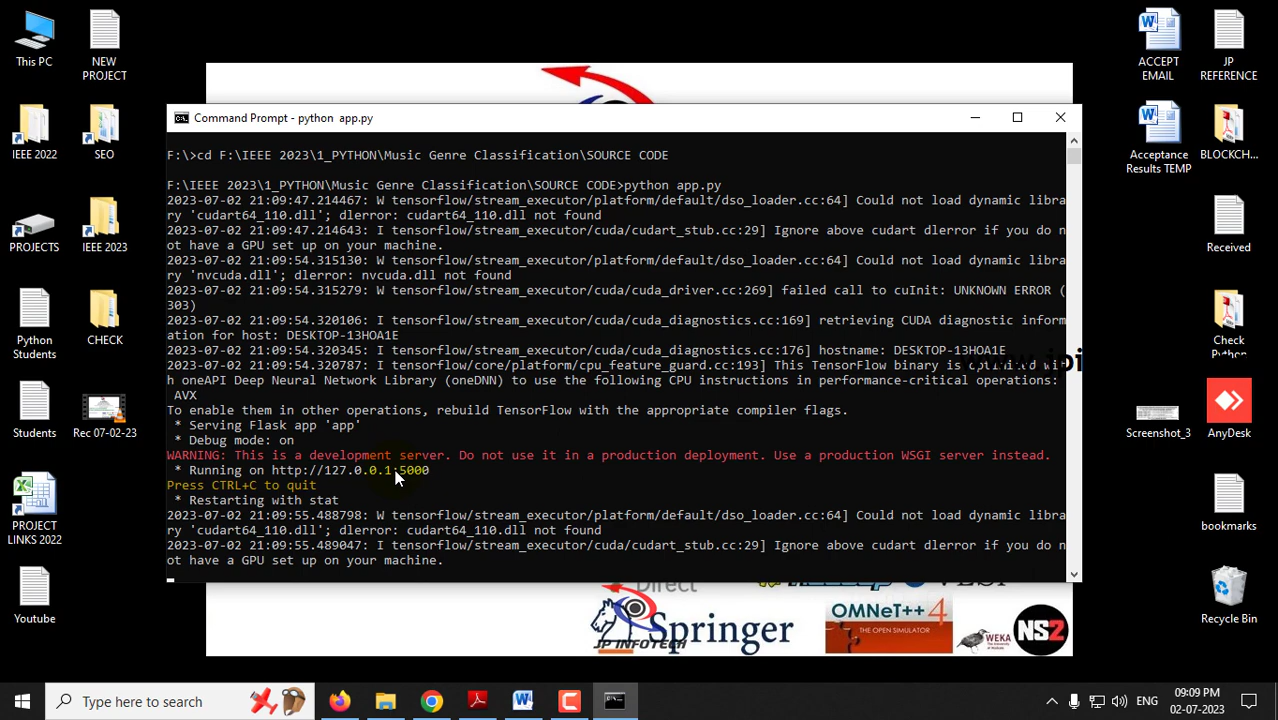 This PC
NEW
PROJECT
IEEE 2022
SEO
PROJECTS
IEEE 2023
Python
Students
CHECK
Students
Rec 07-02-23
PROJECT
LINKS 2022
Youtube
Command Prompt - python  app.py
F:\>cd F:\IEEE 2023\1_PYTHON\Music Genre Classification\SOURCE CODE
F:\IEEE 2023\1_PYTHON\Music Genre Classification\SOURCE CODE>python app.py
2023-07-02 21:09:47.214467: W tensorflow/stream_executor/platform/default/dso_loader.cc:64] Could not load dynamic libra
ry 'cudart64_110.dll'; dlerror: cudart64_110.dll not found
2023-07-02 21:09:47.214643: I tensorflow/stream_executor/cuda/cudart_stub.cc:29] Ignore above cudart dlerror if you do n
ot have a GPU set up on your machine.
2023-07-02 21:09:54.315130: W tensorflow/stream_executor/platform/default/dso_loader.cc:64] Could not load dynamic libra
ry 'nvcuda.dll'; dlerror: nvcuda.dll not found
2023-07-02 21:09:54.315279: W tensorflow/stream_executor/cuda/cuda_driver.cc:269] failed call to cuInit: UNKNOWN ERROR (
303)
2023-07-02 21:09:54.320106: I tensorflow/stream_executor/cuda/cuda_diagnostics.cc:169] retrieving CUDA diagnostic inform
ation for host: DESKTOP-13HOA1E
2023-07-02 21:09:54.320345: I tensorflow/stream_executor/cuda/cuda_diagnostics.cc:176] hostname: DESKTOP-13HOA1E
2023-07-02 21:09:54.320787: I tensorflow/core/platform/cpu_feature_guard.cc:193] This TensorFlow binary is optimized wit
h oneAPI Deep Neural Network Library (oneDNN) to use the following CPU instructions in performance-critical operations:
 AVX
To enable them in other operations, rebuild TensorFlow with the appropriate compiler flags.
 * Serving Flask app 'app'
 * Debug mode: on
WARNING: This is a development server. Do not use it in a production deployment. Use a production WSGI server instead.
 * Running on http://127.0.0.1:5000
Press CTRL+C to quit
 * Restarting with stat
2023-07-02 21:09:55.488798: W tensorflow/stream_executor/platform/default/dso_loader.cc:64] Could not load dynamic libra
ry 'cudart64_110.dll'; dlerror: cudart64_110.dll not found
2023-07-02 21:09:55.489047: I tensorflow/stream_executor/cuda/cudart_stub.cc:29] Ignore above cudart dlerror if you do n
ot have a GPU set up on your machine.
Direct
Springer
JP INFOTECH
OMNeT++ 4
THE OPEN SIMULATOR
WEKA
NS2
ACCEPT
EMAIL
JP
REFERENCE
Acceptance
Results TEMP
BLOCKCH...
Received
Check
Python
Screenshot_3
AnyDesk
bookmarks
Recycle Bin
Type here to search
ENG
09:09 PM
02-07-2023